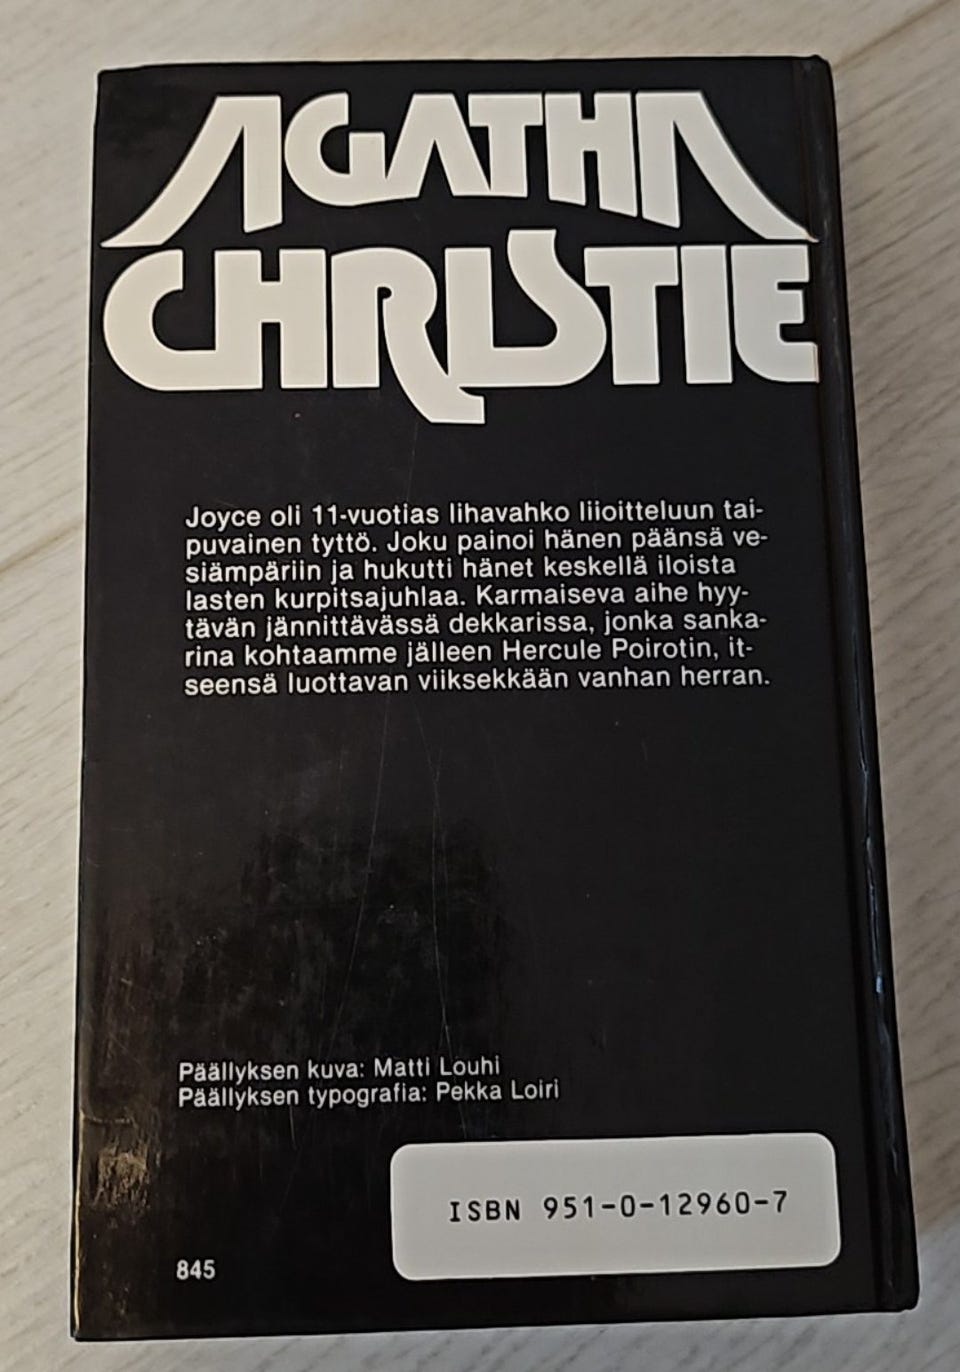 AGATHA
CHRISTIE
Joyce oli 11-vuotias lihavahko liioitteluun tai-
puvainen tyttö. Joku painoi hänen päänsä ve-
siämpäriin ja hukutti hänet keskellä iloista
lasten kurpitsajuhlaa. Karmaiseva aihe hyy-
tävän jännittävässä dekkarissa, jonka sanka-
rina kohtaamme jälleen Hercule Poirotin, it-
seensä luottavan viiksekkään vanhan herran.
Päällyksen kuva: Matti Louhi
Päällyksen typografia: Pekka Loiri
ISBN 951-0-12960-7
845